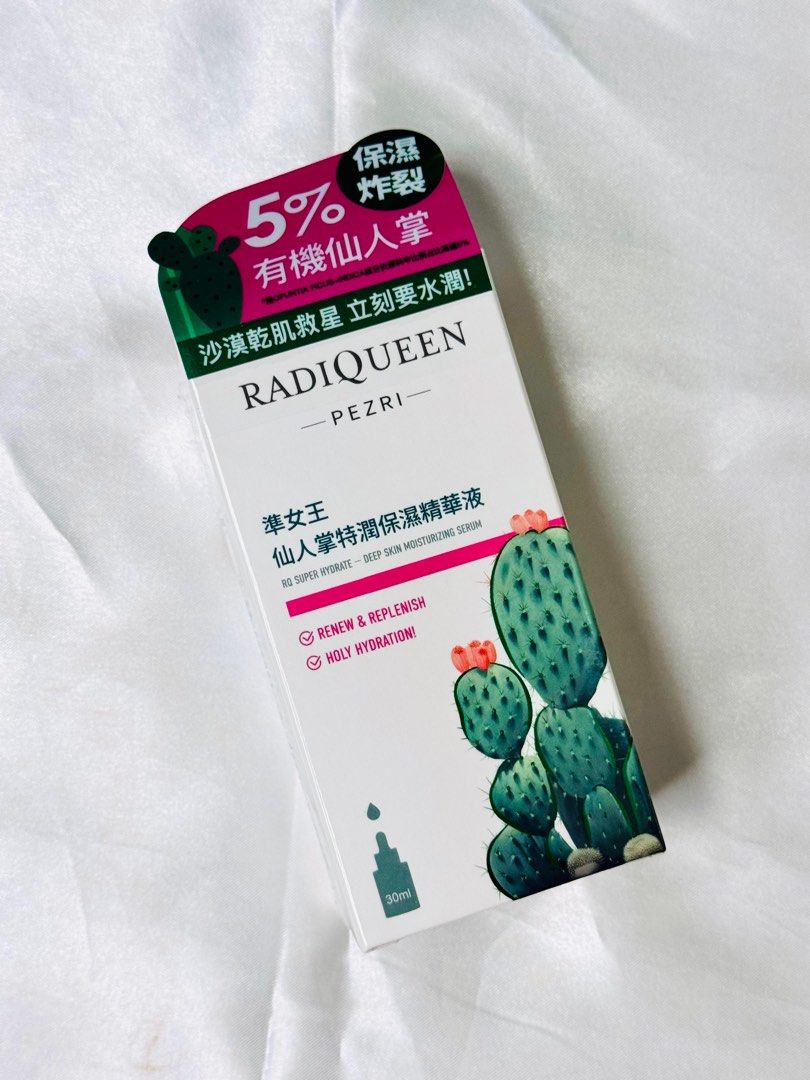 保濕
炸裂
5%
有機仙人掌
沙漠乾肌救星 立刻要水潤!
RADIQUEEN
PEZRI
準女王
仙人掌特潤保濕精華液
RQ SUPER HYDRATE — DEEP SKIN MOISTURIZING SERUM
RENEW & REPLENISH
HOLY HYDRATION!
30ml